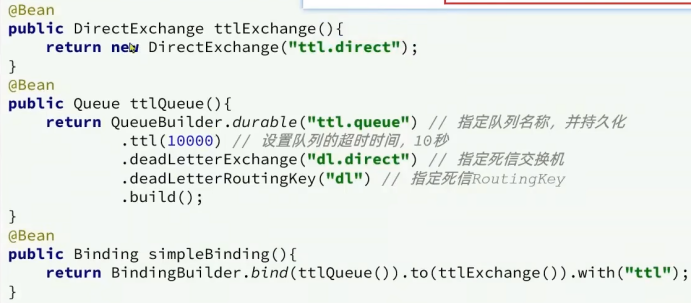 @Bean
public DirectExchange ttlExchange(){
    return new DirectExchange("ttl.direct");
}
@Bean
public Queue ttlQueue(){
    return QueueBuilder.durable("ttl.queue") // 指定队列名称，并持久化
            .ttl(10000) // 设置队列的超时时间，10秒
            .deadLetterExchange("dl.direct") // 指定死信交换机
            .deadLetterRoutingKey("dl") // 指定死信RoutingKey
            .build();
}
@Bean
public Binding simpleBinding(){
    return BindingBuilder.bind(ttlQueue()).to(ttlExchange()).with("ttl");
}